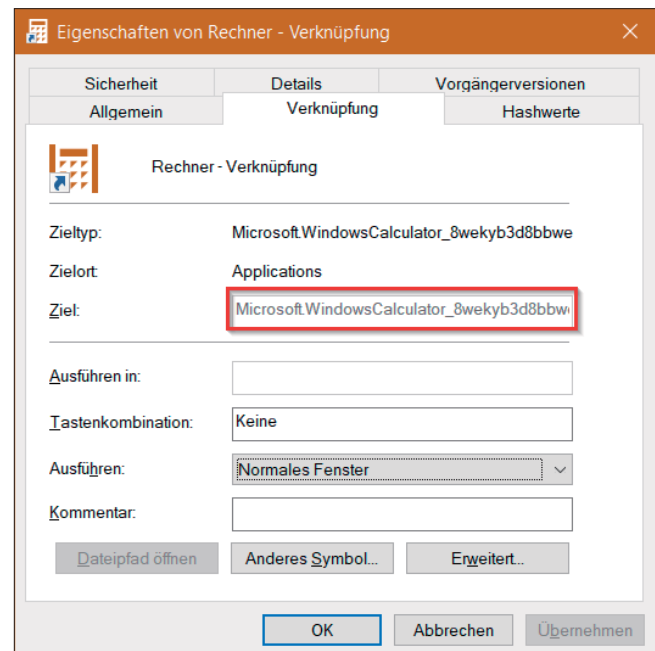 Eigenschaften von Rechner - Verknüpfung
Sicherheit Details Vorgängerversionen
Allgemein Verknüpfung Hashwerte
Rechner - Verknüpfung
Zieltyp: Microsoft.WindowsCalculator_8wekyb3d8bbwe
Zielort: Applications
Ziel: Microsoft.WindowsCalculator_8wekyb3d8bbwe
Ausführen in:
Tastenkombination: Keine
Ausführen: Normales Fenster
Kommentar:
Dateipfad öffnen Anderes Symbol... Erweitert...
OK Abbrechen Übernehmen